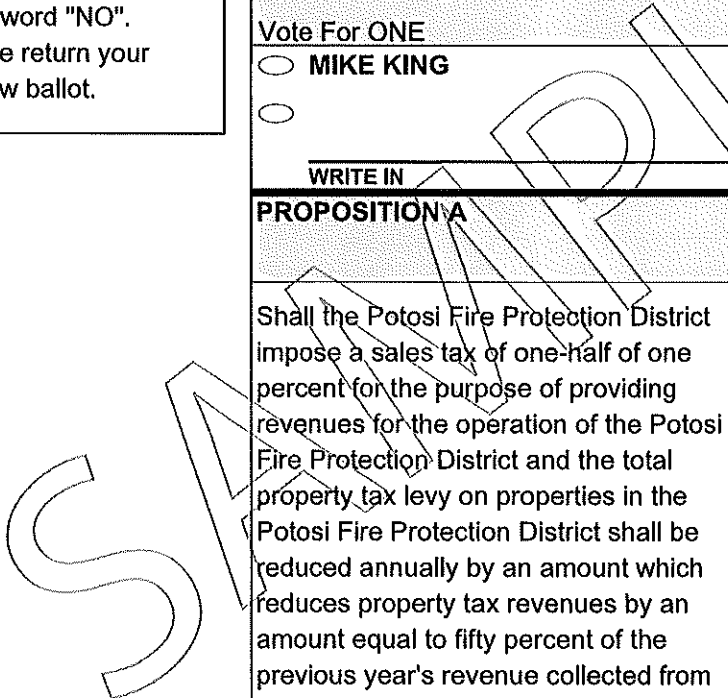 word "NO".
e return your
w ballot.
Vote For ONE
MIKE KING
WRITE IN
PROPOSITION A
Shall the Potosi Fire Protection District
impose a sales tax of one-half of one
percent for the purpose of providing
revenues for the operation of the Potosi
Fire Protection District and the total
property tax levy on properties in the
Potosi Fire Protection District shall be
reduced annually by an amount which
reduces property tax revenues by an
amount equal to fifty percent of the
previous year's revenue collected from
SAMPL